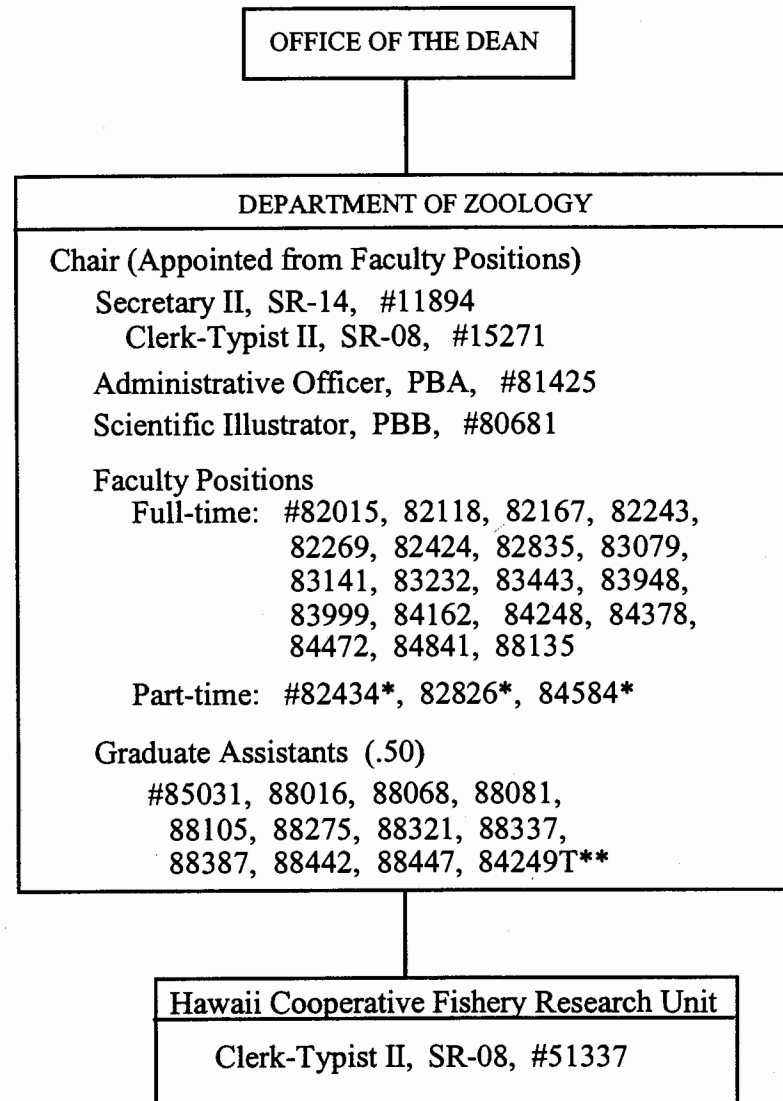 OFFICE OF THE DEAN
DEPARTMENT OF ZOOLOGY
Chair (Appointed from Faculty Positions)
Secretary II, SR-14, #11894
Clerk-Typist II, SR-08, #15271
Administrative Officer, PBA, #81425
Scientific Illustrator, PBB, #80681
Faculty Positions
Full-time: #82015, 82118, 82167, 82243,
82269, 82424, 82835, 83079,
83141, 83232, 83443, 83948,
83999, 84162, 84248, 84378,
84472, 84841, 88135
Part-time: #82434*, 82826*, 84584*
Graduate Assistants (.50)
#85031, 88016, 88068, 88081,
88105, 88275, 88321, 88337,
88387, 88442, 88447, 84249T**
Hawaii Cooperative Fishery Research Unit
Clerk-Typist II, SR-08, #51337